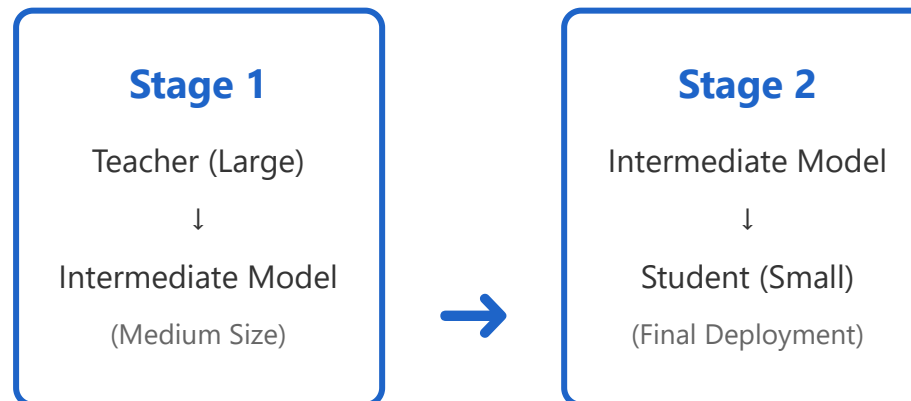 Stage 1
Teacher (Large)
↓
Intermediate Model
(Medium Size)
→
Stage 2
Intermediate Model
↓
Student (Small)
(Final Deployment)